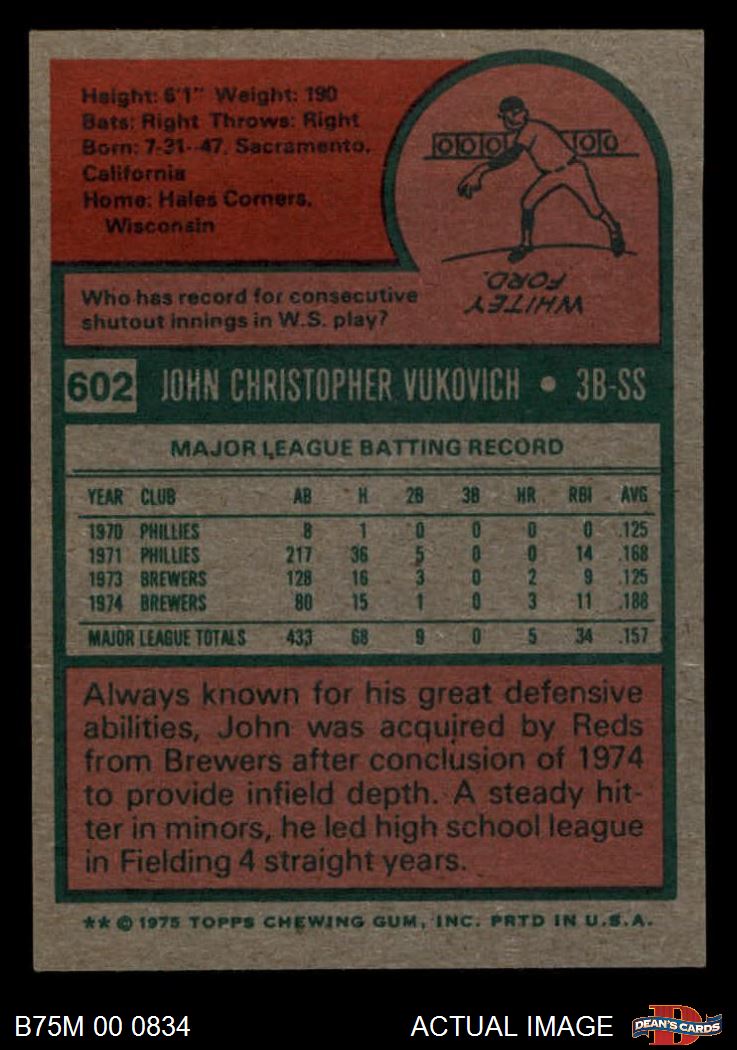 Height: 6'1" Weight: 190
Bats: Right Throws: Right
Born: 7-31--47, Sacramento,
California
Home: Hales Corners,
Wisconsin
OOO OO
WHITEY
FORD.
Who has record for consecutive
shutout innings in W.S. play?
602 JOHN CHRISTOPHER VUKOVICH • 3B-SS
MAJOR LEAGUE BATTING RECORD
YEAR CLUB AB H 2B 3B HR RBI AVG
1970 PHILLIES 8 1 0 0 0 0 .125
1971 PHILLIES 217 36 5 0 0 14 .168
1973 BREWERS 128 16 3 0 2 9 .125
1974 BREWERS 80 15 1 0 3 11 .188
MAJOR LEAGUE TOTALS 433 68 9 0 5 34 .157
Always known for his great defensive
abilities, John was acquired by Reds
from Brewers after conclusion of 1974
to provide infield depth. A steady hit-
ter in minors, he led high school league
in Fielding 4 straight years.
** © 1975 TOPPS CHEWING GUM, INC. PRTD IN U.S.A.
B75M 00 0834 ACTUAL IMAGE D DEAN'S CARDS